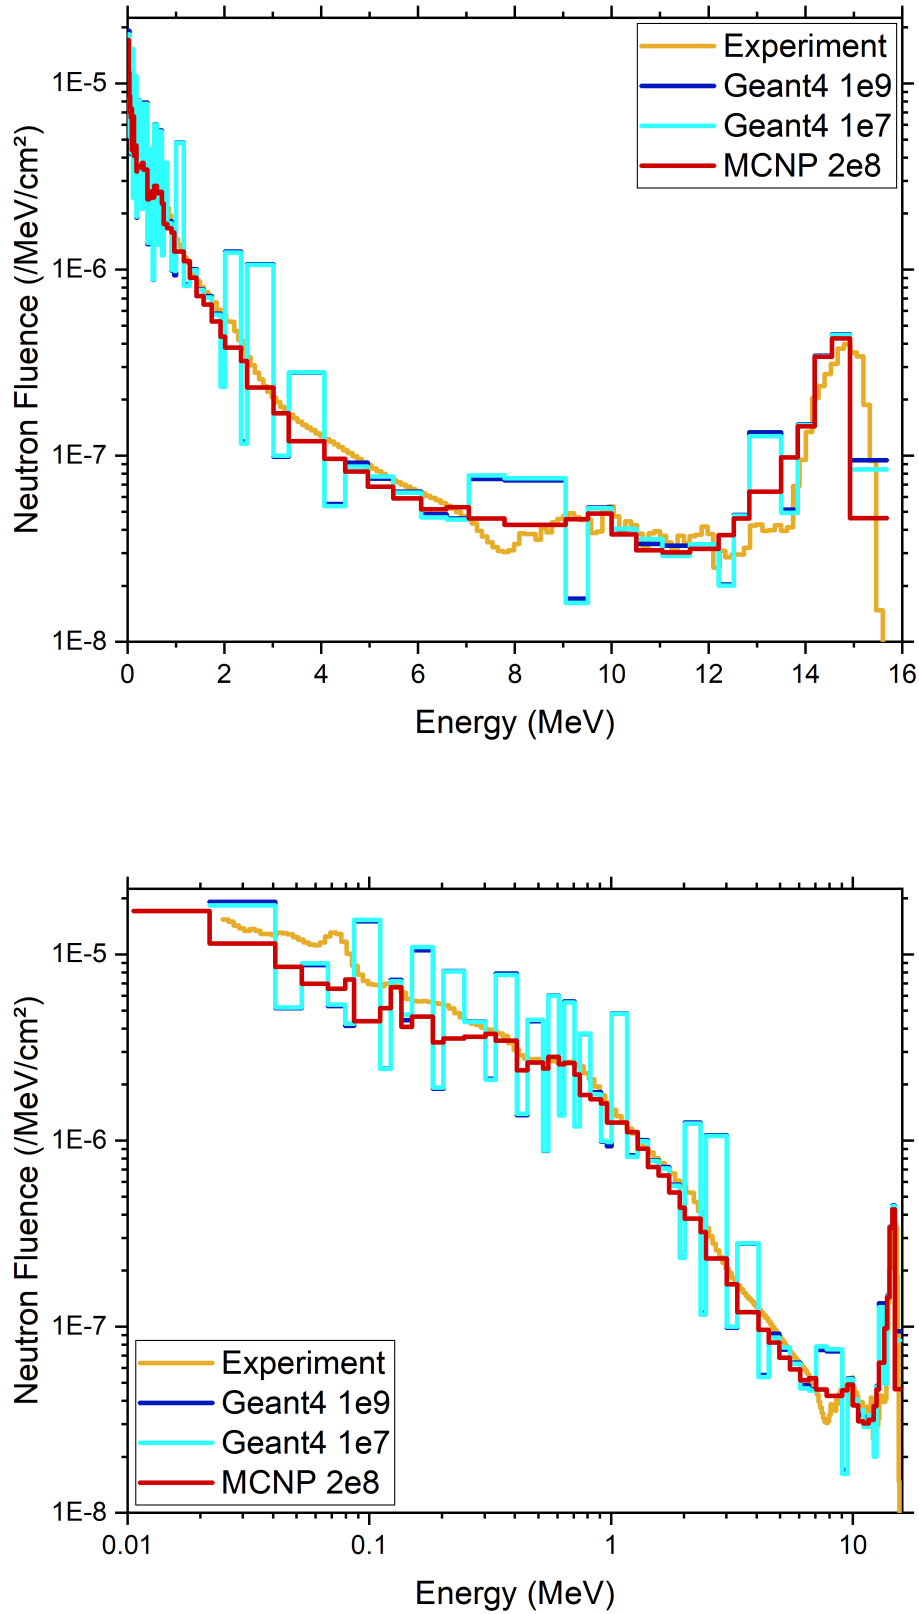 Experiment
Geant4 1e9
Geant4 1e7
MCNP 2e8
Neutron Fluence (/MeV/cm²)
1E-5
1E-6
1E-7
1E-8
0 2 4 6 8 10 12 14 16
Energy (MeV)
Neutron Fluence (/MeV/cm²)
1E-5
1E-6
1E-7
1E-8
Experiment
Geant4 1e9
Geant4 1e7
MCNP 2e8
0.01 0.1 1 10
Energy (MeV)